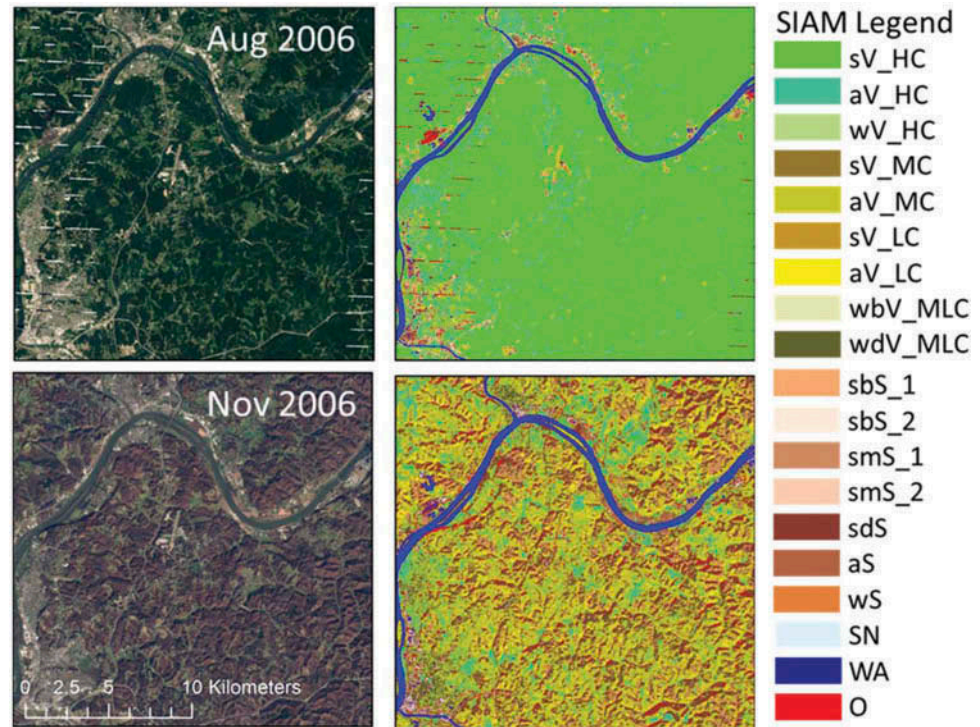 Aug 2006
Nov 2006
0 2.5 5 10 Kilometers
SIAM Legend
sV_HC
aV_HC
wV_HC
sV_MC
aV_MC
sV_LC
aV_LC
wbV_MLC
wdV_MLC
sbS_1
sbS_2
smS_1
smS_2
sdS
aS
wS
SN
WA
O